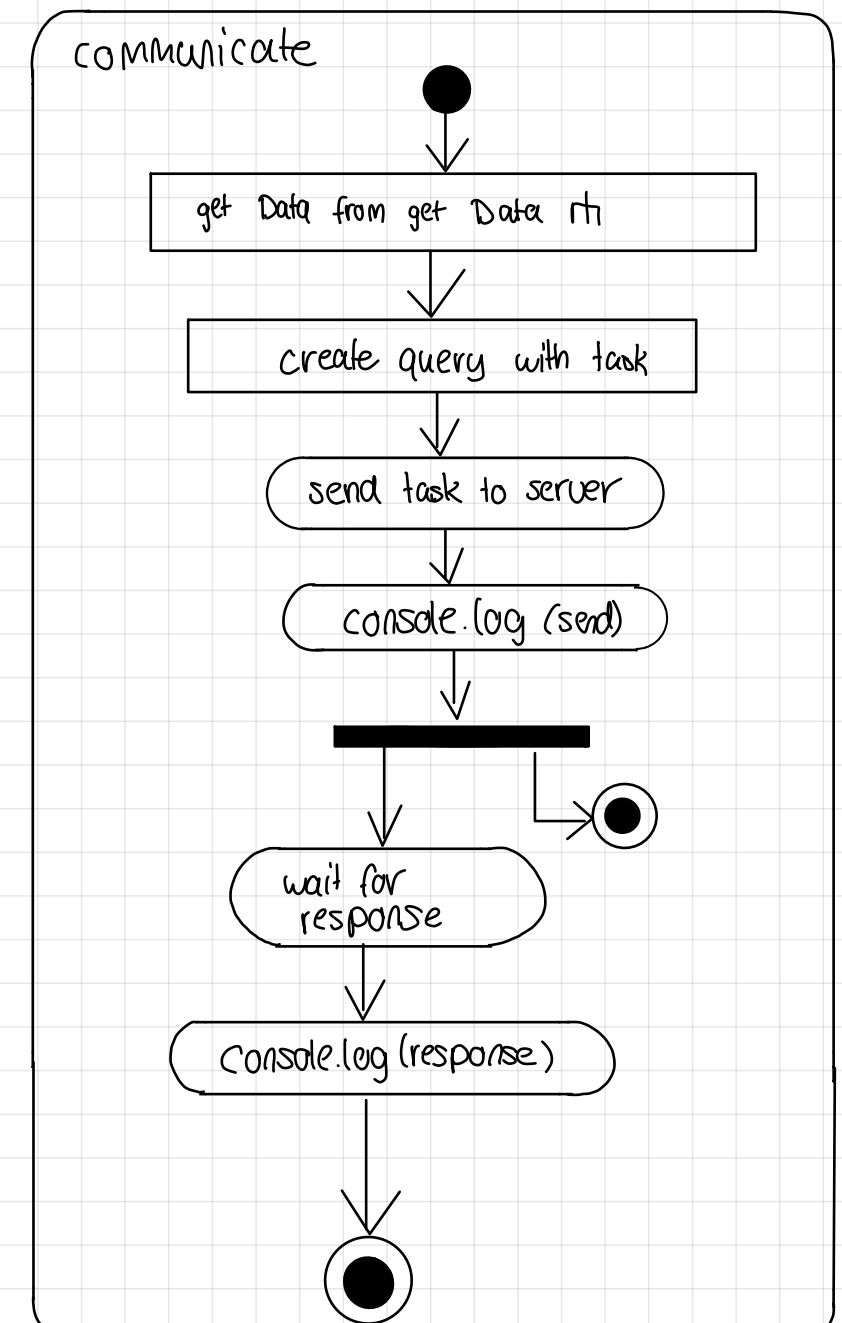 communicate
get Data from get Data
create query with task
send task to server
console.log (send)
wait for
response
console.log (response)